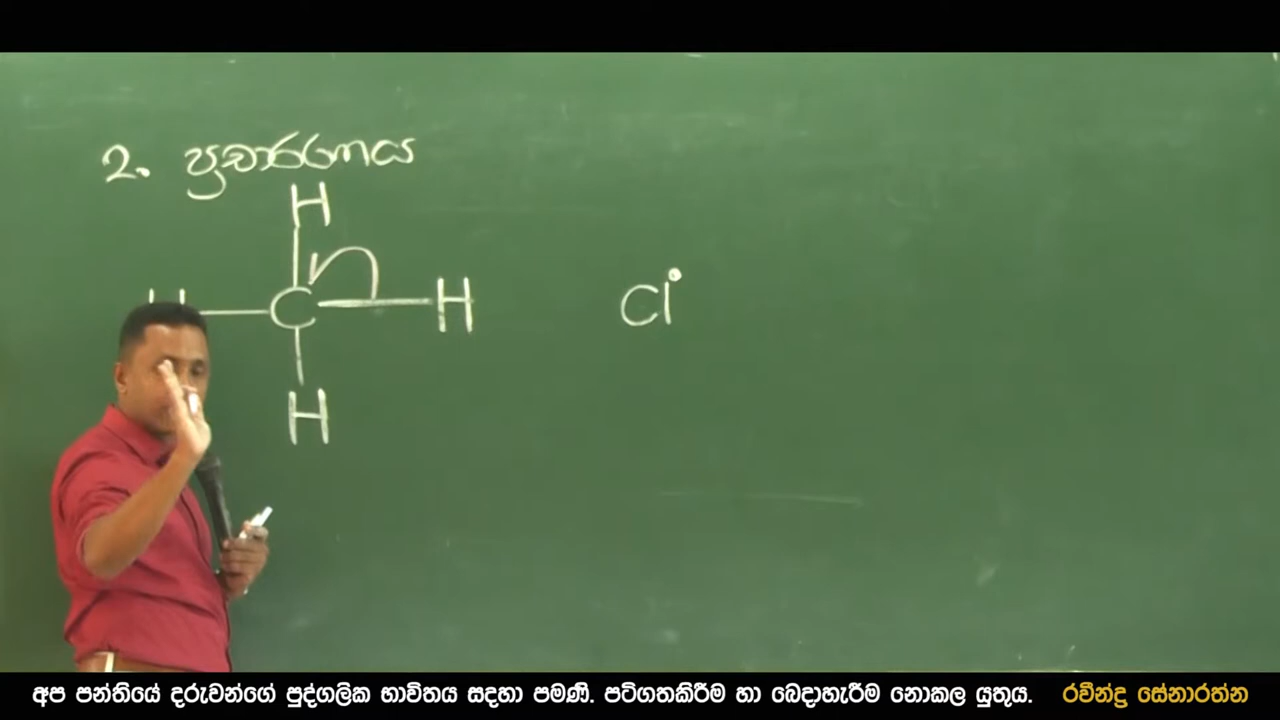 2. ප්‍රචාරණය
H
H C H Cl•
H
අප පන්තියේ දරුවන්ගේ පුද්ගලික භාවිතය සඳහා පමණි. පටිගතකිරීම හා බෙදාහැරීම නොකල යුතුය. රවීන්ද්‍ර සේනාරත්න